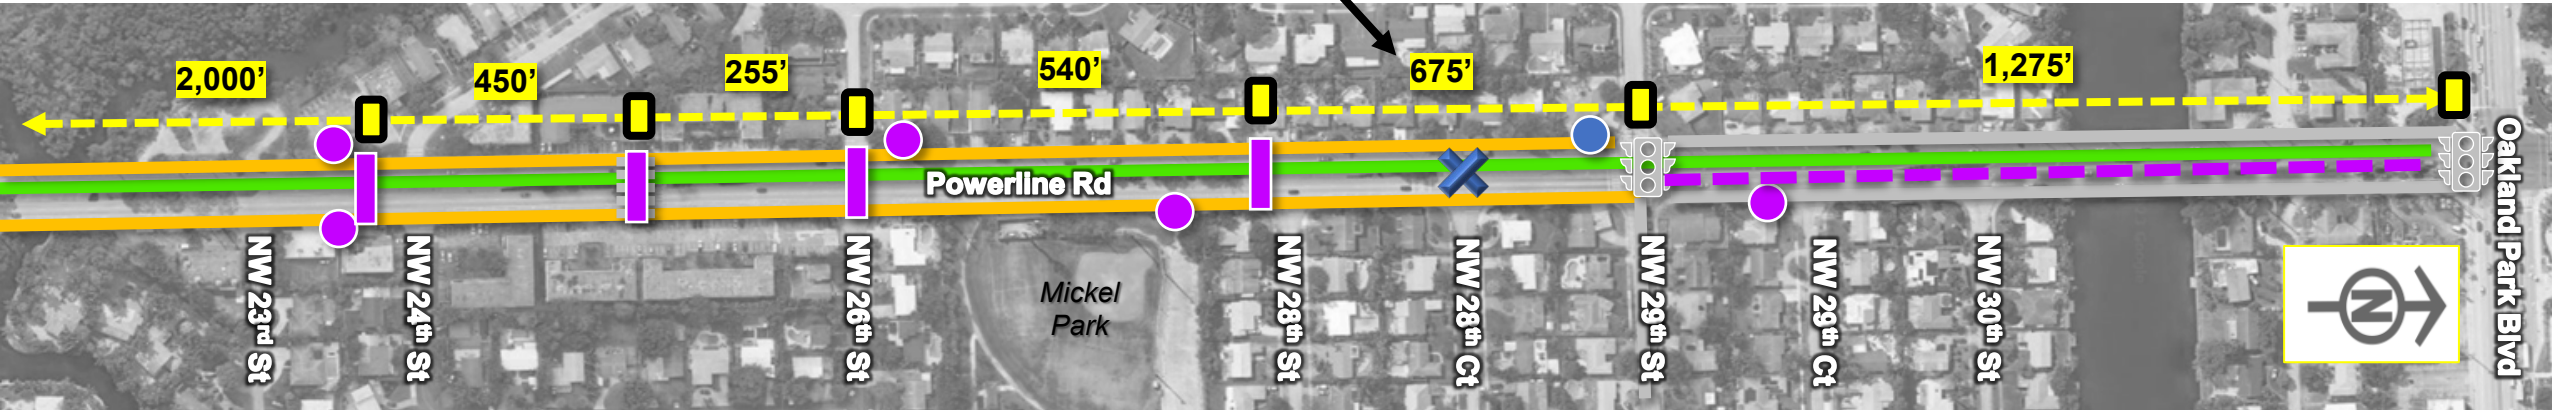 2,000’
450’
255’
540’
675’
1,275’
Powerline Rd
Mickel
Park
NW 23rd St
NW 24th St
NW 26th St
NW 28th St
NW 28th Ct
NW 29th St
NW 29th Ct
NW 30th St
Oakland Park Blvd
N